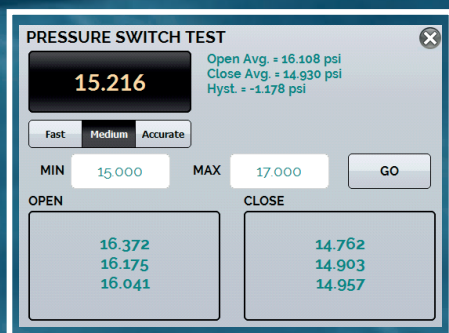 PRESSURE SWITCH TEST
15.216
Open Avg. = 16.108 psi
Close Avg. = 14.930 psi
Hyst. = -1.178 psi
Fast Medium Accurate
MIN 15.000 MAX 17.000 GO
OPEN CLOSE
16.372 14.762
16.175 14.903
16.041 14.957